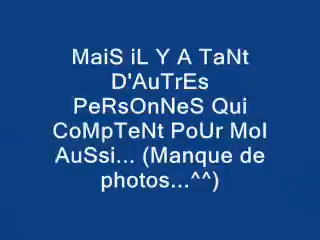 MaiS iL Y A TaNt
D'AuTrEs
PeRsOnNeS Qui
CoMpTeNt PoUr MoI
AuSsi... (Manque de
photos...^^)